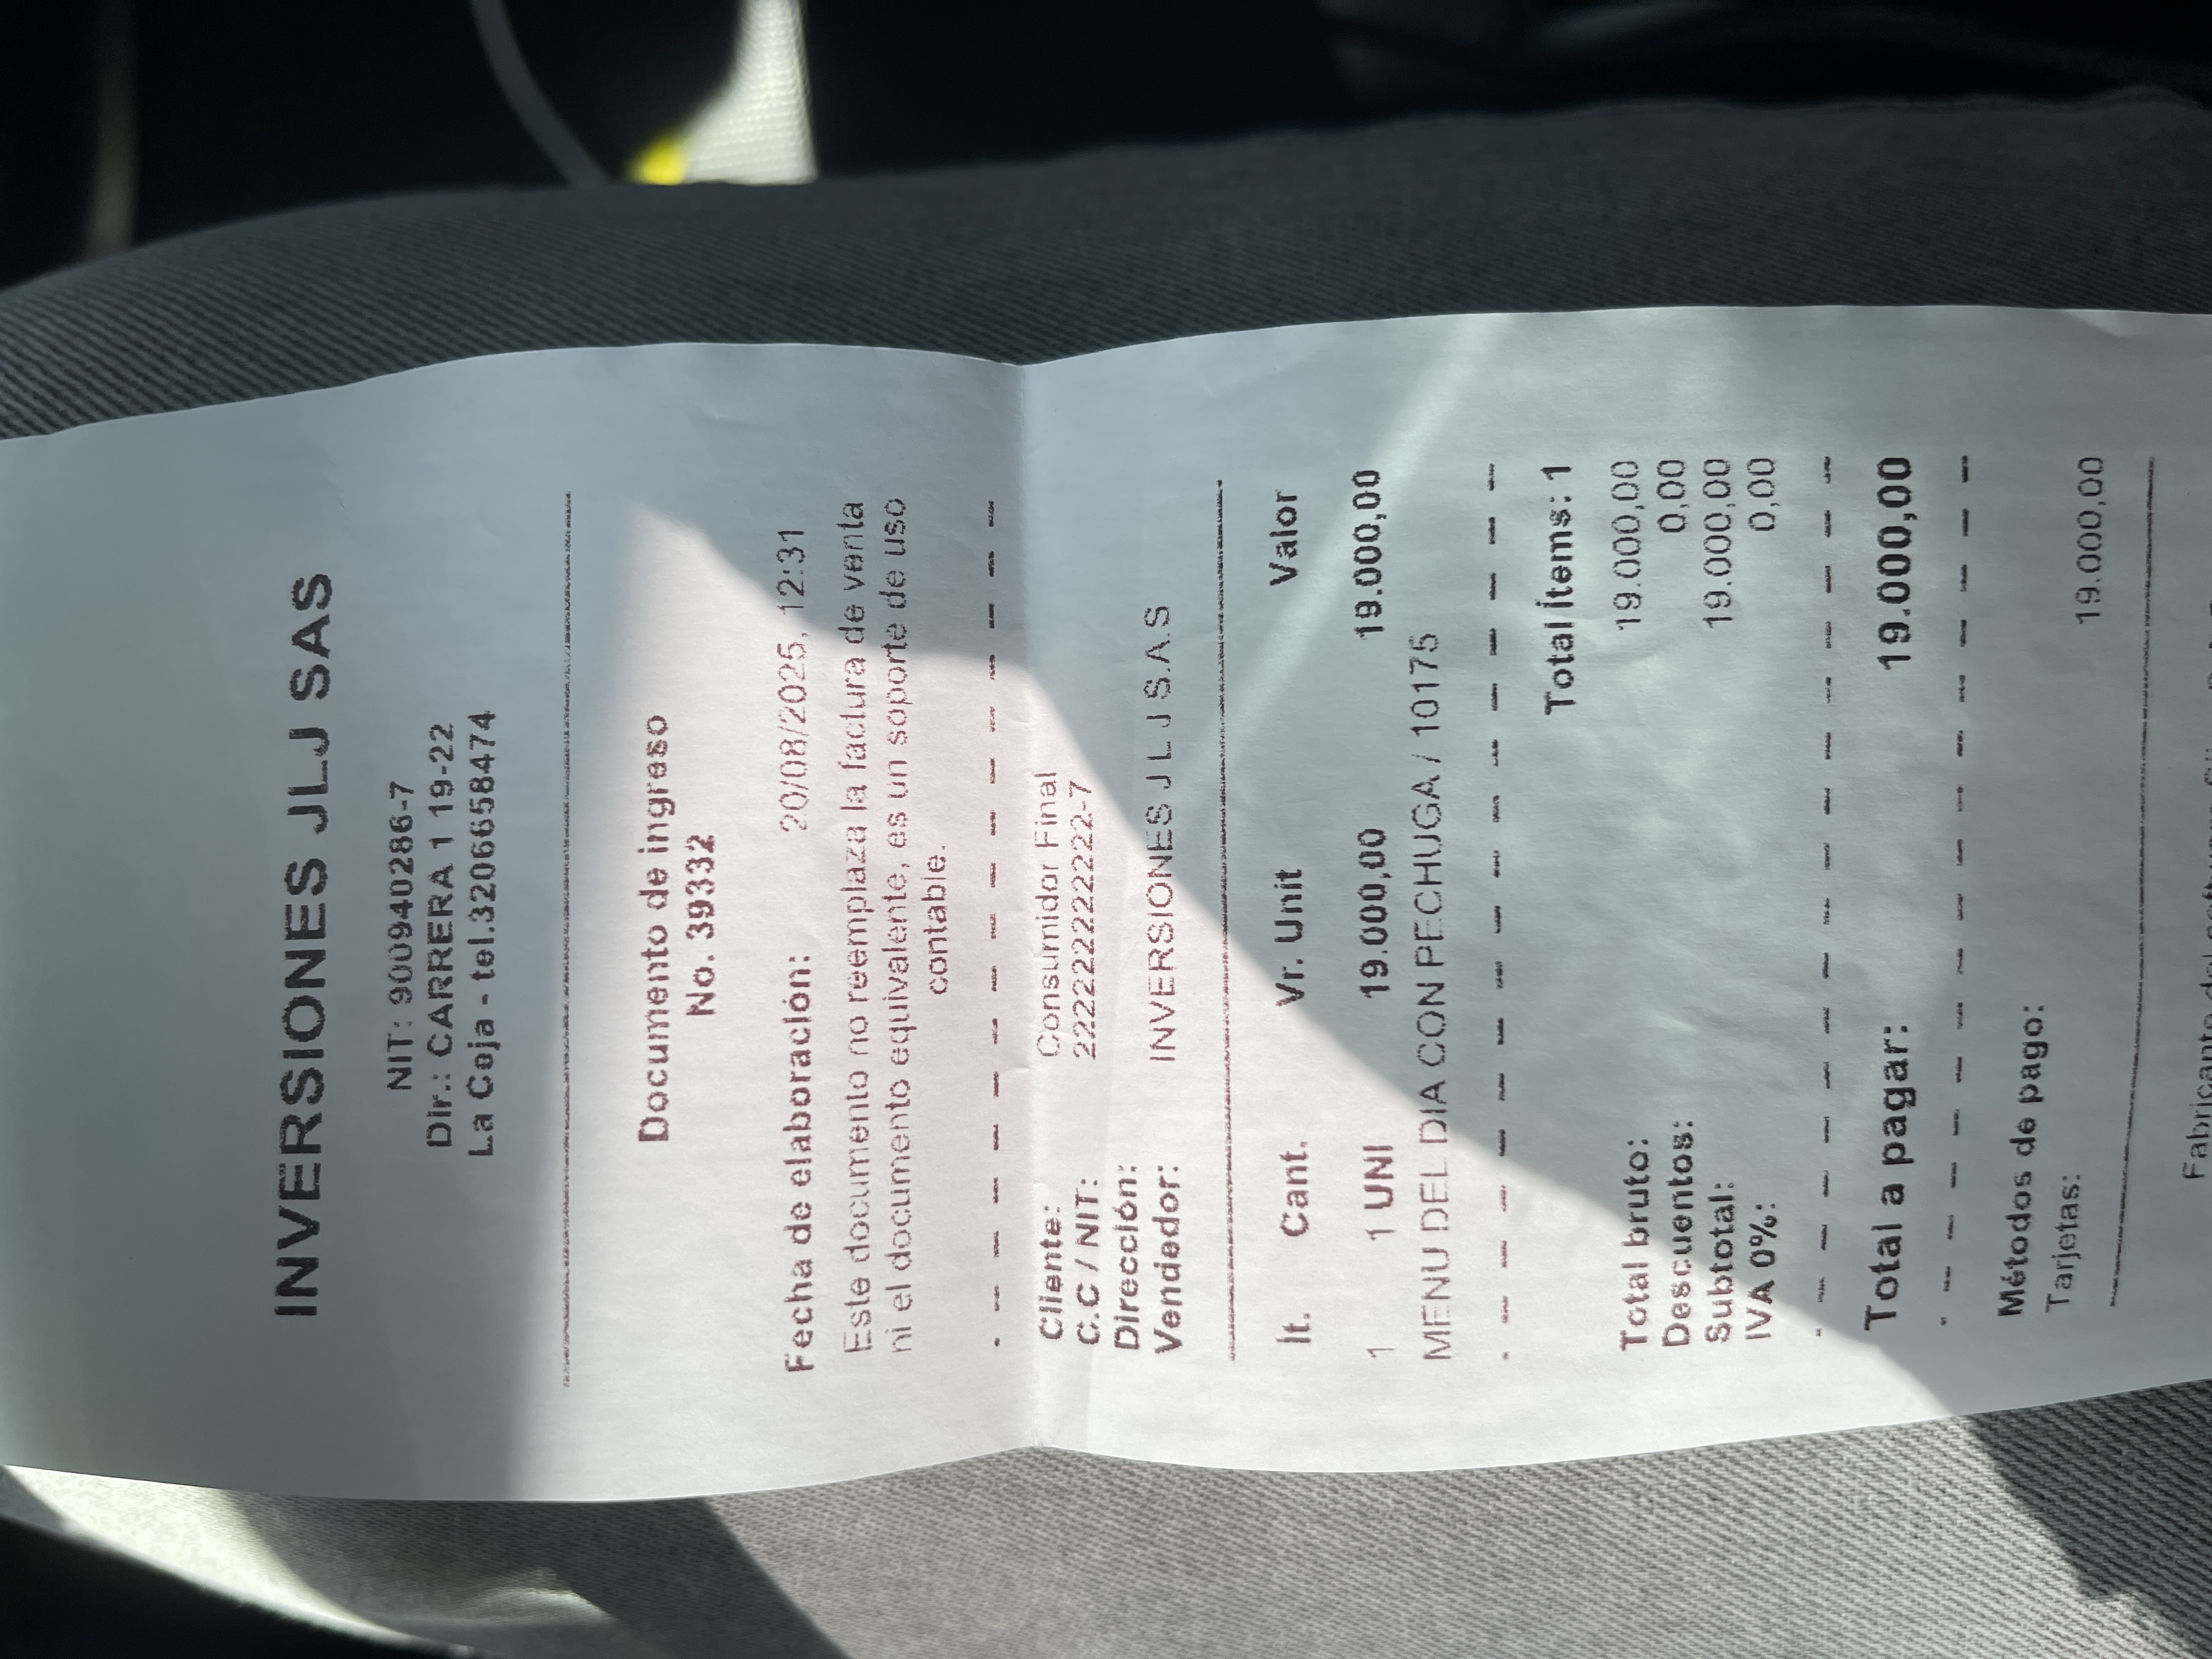 INVERSIONES JLJ SAS
NIT: 900940286-7
Dir.: CARRERA 1 19-22
La Ceja - tel.3206658474
Documento de ingreso
No. 39332
Fecha de elaboración: 20/08/2025, 12:31
Este documento no reemplaza la factura de venta
ni el documento equivalente, es un soporte de uso
contable.
Cliente: Consumidor Final
C.C / NIT: 222222222222-7
Dirección:
Vendedor: INVERSIONES J L J S.A.S
Ít. Cant. Vr. Unit Valor
1 1 UNI 19.000,00 19.000,00
MENU DEL DIA CON PECHUGA / 10175
Total ítems: 1
Total bruto: 19.000,00
Descuentos: 0,00
Subtotal: 19.000,00
IVA 0%: 0,00
Total a pagar: 19.000,00
Métodos de pago:
Tarjetas: 19.000,00
Fabricante del software